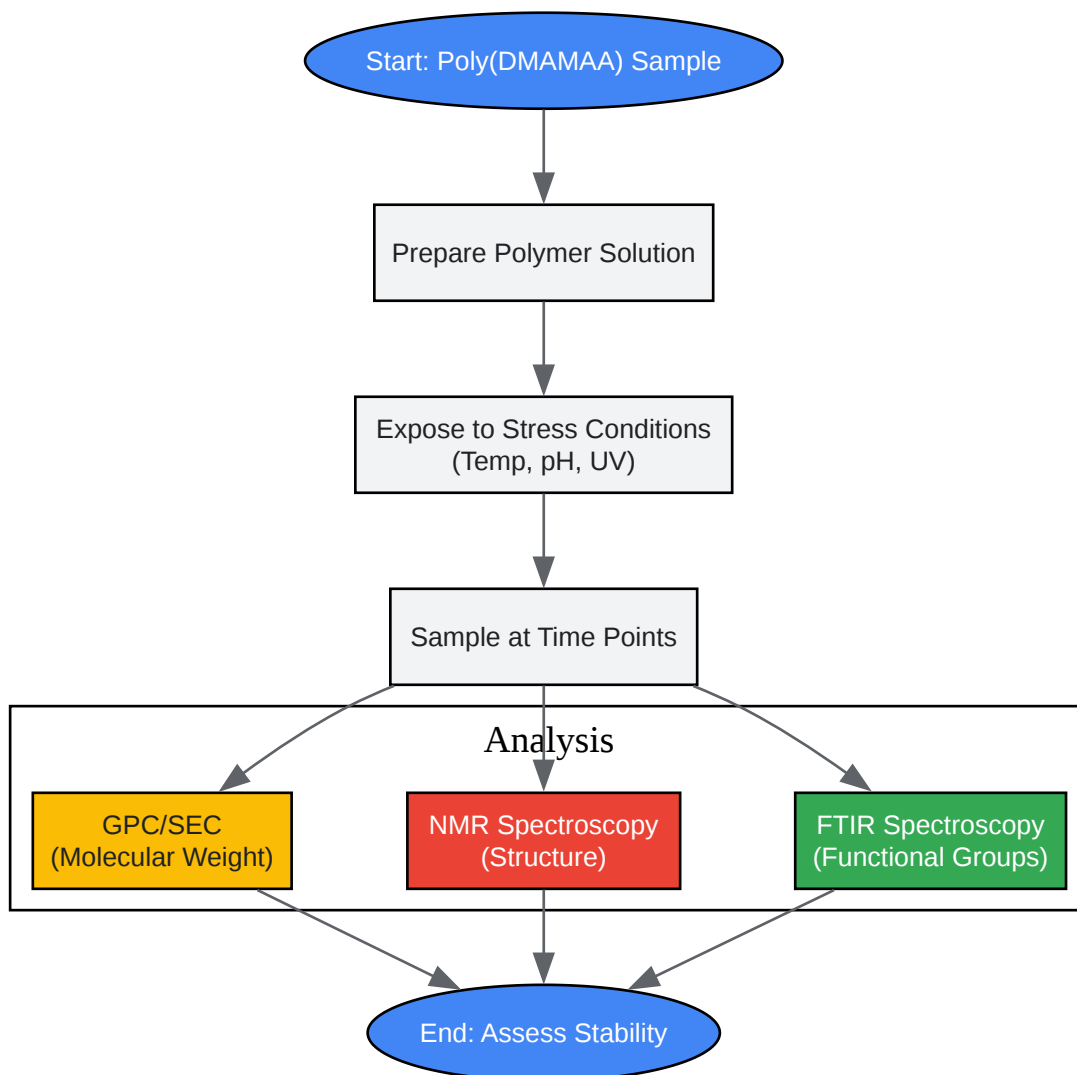 Start: Poly(DMAMAA) Sample
Prepare Polymer Solution
Expose to Stress Conditions
(Temp, pH, UV)
Sample at Time Points
Analysis
GPC/SEC
(Molecular Weight)
NMR Spectroscopy
(Structure)
FTIR Spectroscopy
(Functional Groups)
End: Assess Stability